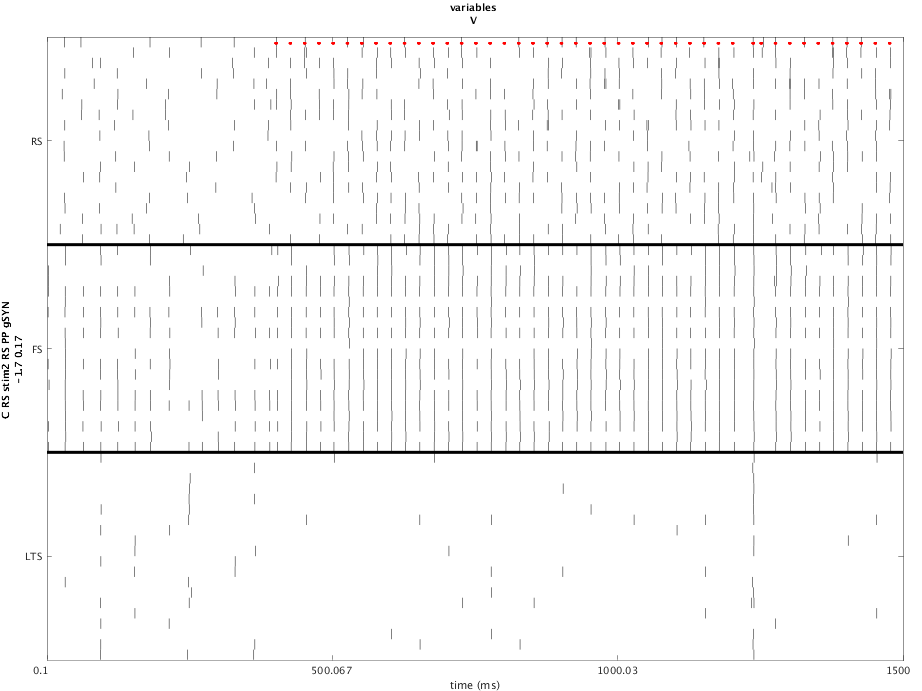 variables
V
RS
FS
LTS
C RS stim2 RS PP gSYN
-1.7 0.17
0.1
500.067
1000.03
1500
time (ms)